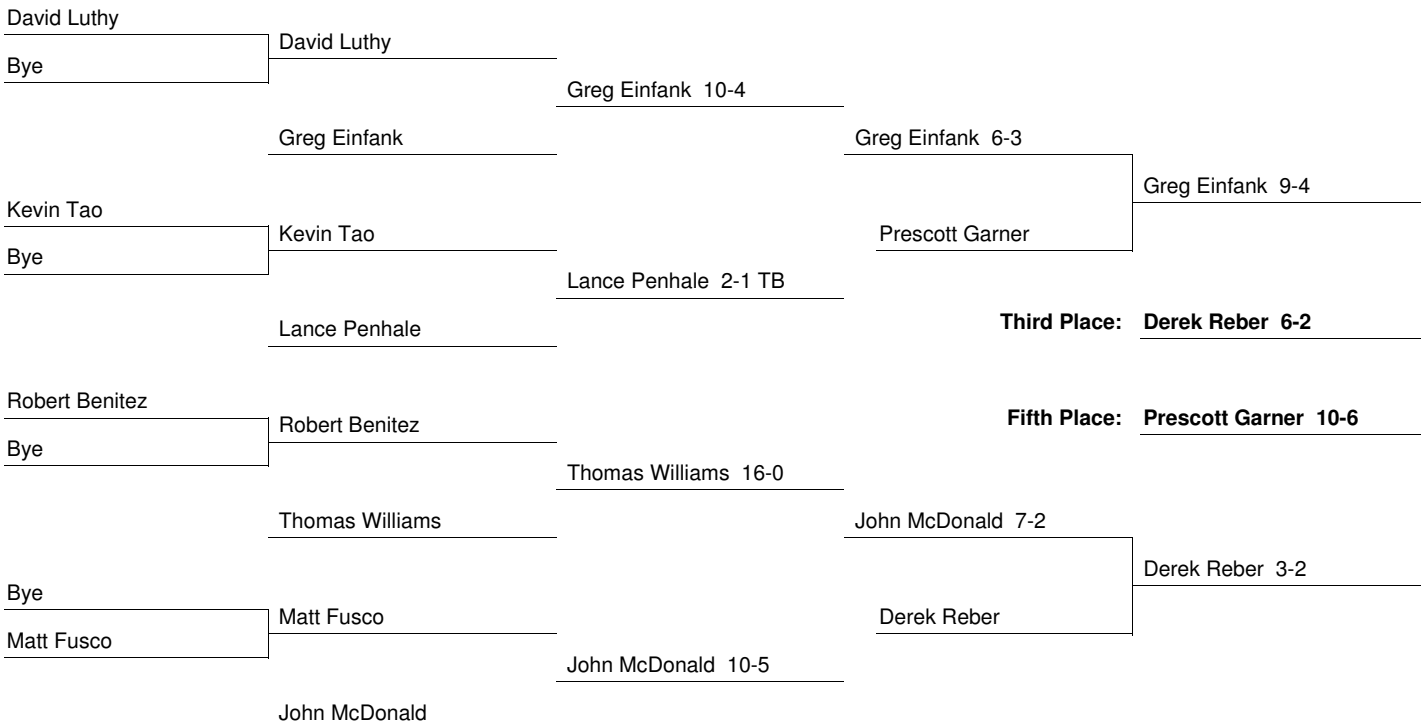 David Luthy
David Luthy
Bye
Greg Einfank 10-4
Greg Einfank
Greg Einfank 6-3
Greg Einfank 9-4
Kevin Tao
Kevin Tao
Prescott Garner
Bye
Lance Penhale 2-1 TB
Lance Penhale
Third Place: Derek Reber 6-2
Robert Benitez
Robert Benitez
Fifth Place: Prescott Garner 10-6
Bye
Thomas Williams 16-0
Thomas Williams
John McDonald 7-2
Derek Reber 3-2
Bye
Matt Fusco
Derek Reber
Matt Fusco
John McDonald 10-5
John McDonald